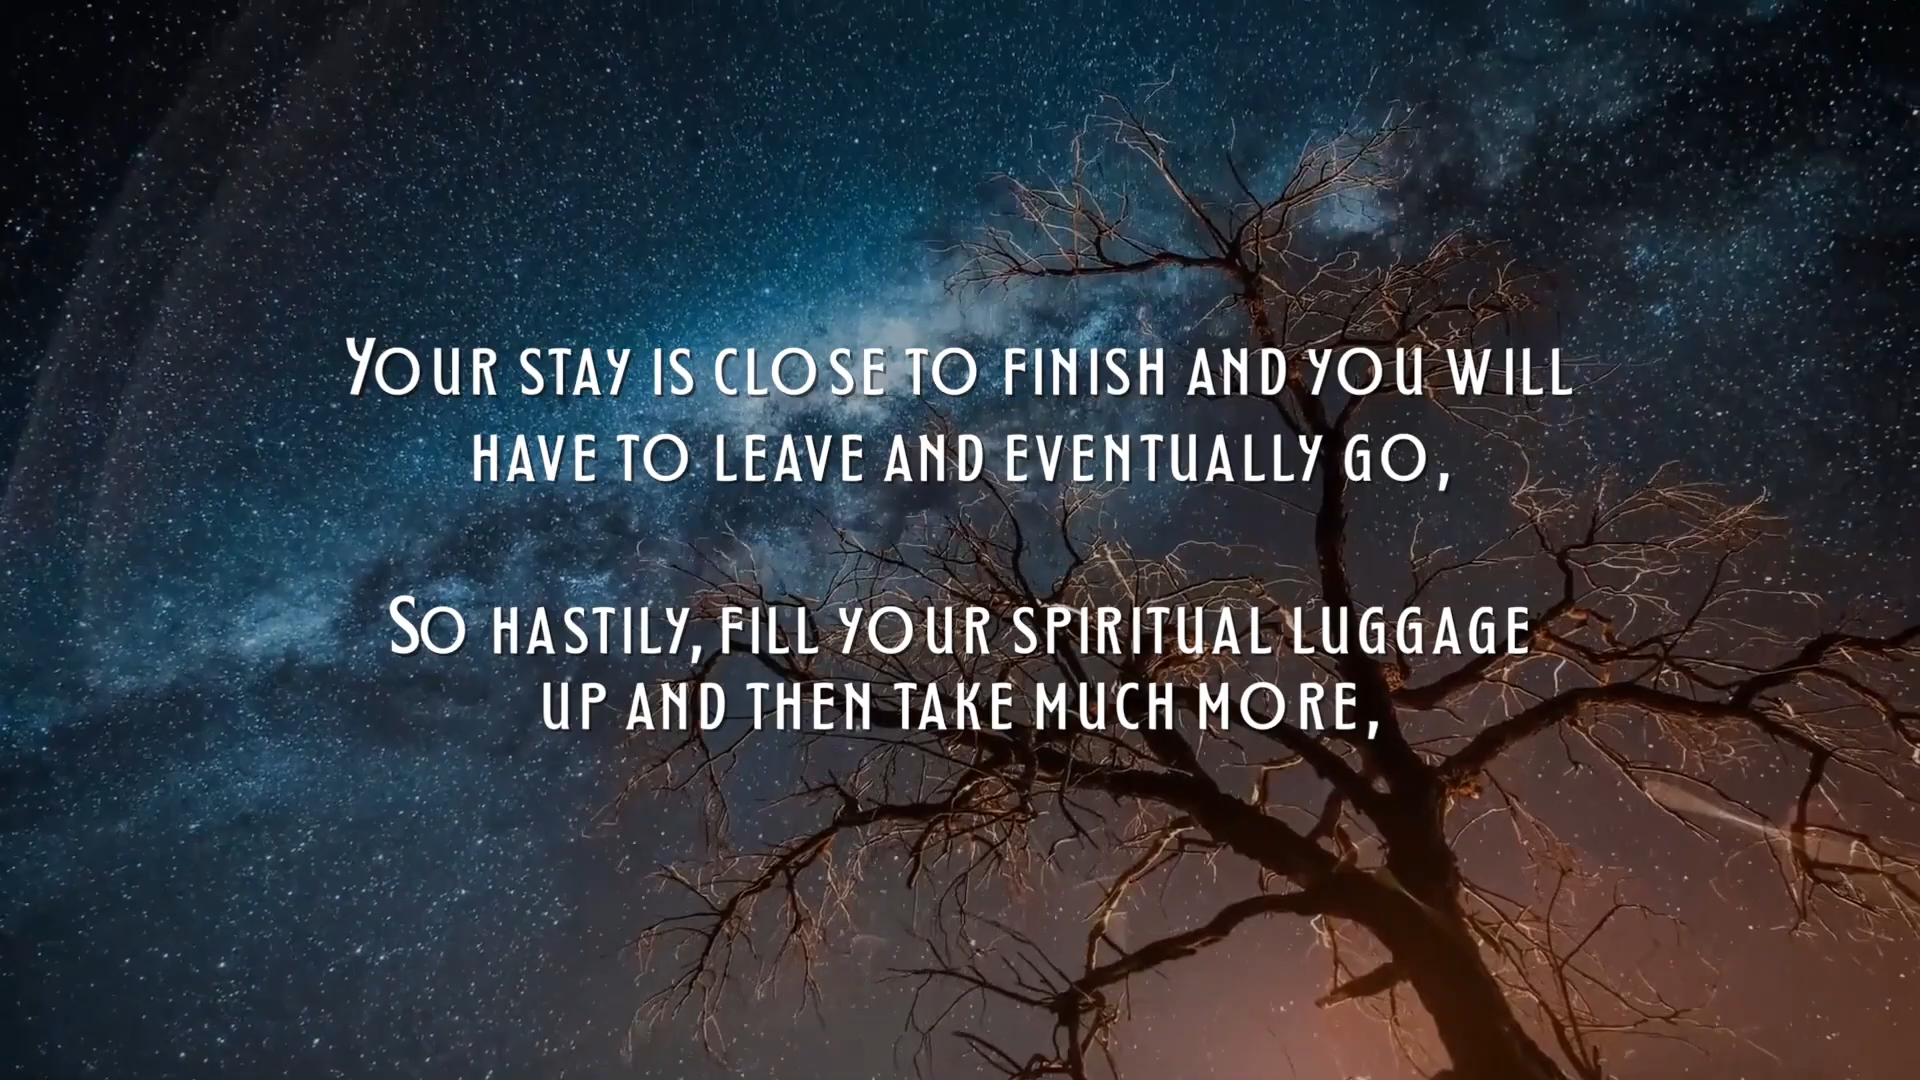 Your stay is close to finish and you will
have to leave and eventually go,
So hastily, fill your spiritual luggage
up and then take much more,